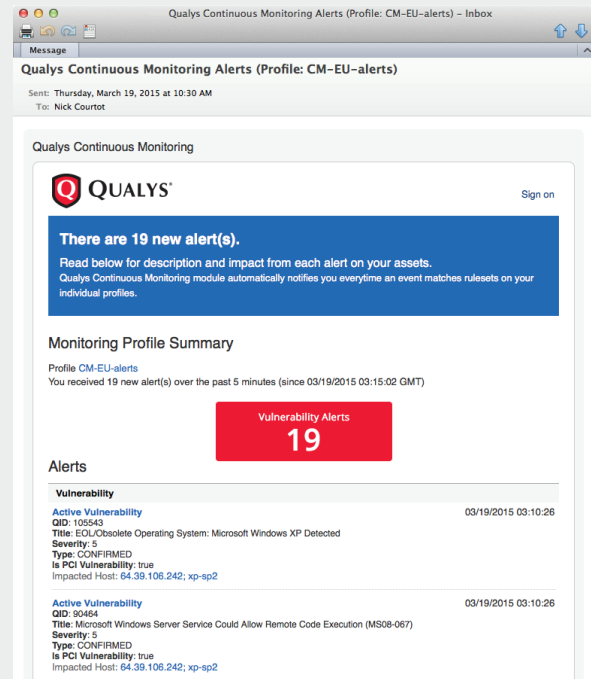 Qualys Continuous Monitoring Alerts (Profile: CM-EU-alerts) – Inbox
Message
Qualys Continuous Monitoring Alerts (Profile: CM-EU-alerts)
Sent: Thursday, March 19, 2015 at 10:30 AM
To: Nick Courtot
Qualys Continuous Monitoring
QUALYS®
Sign on
There are 19 new alert(s).
Read below for description and impact from each alert on your assets.
Qualys Continuous Monitoring module automatically notifies you everytime an event matches rulesets on your
individual profiles.
Monitoring Profile Summary
Profile CM-EU-alerts
You received 19 new alert(s) over the past 5 minutes (since 03/19/2015 03:15:02 GMT)
Vulnerability Alerts
19
Alerts
Vulnerability
Active Vulnerability 03/19/2015 03:10:26
QID: 105543
Title: EOL/Obsolete Operating System: Microsoft Windows XP Detected
Severity: 5
Type: CONFIRMED
Is PCI Vulnerability: true
Impacted Host: 64.39.106.242; xp-sp2
Active Vulnerability 03/19/2015 03:10:26
QID: 90464
Title: Microsoft Windows Server Service Could Allow Remote Code Execution (MS08-067)
Severity: 5
Type: CONFIRMED
Is PCI Vulnerability: true
Impacted Host: 64.39.106.242; xp-sp2